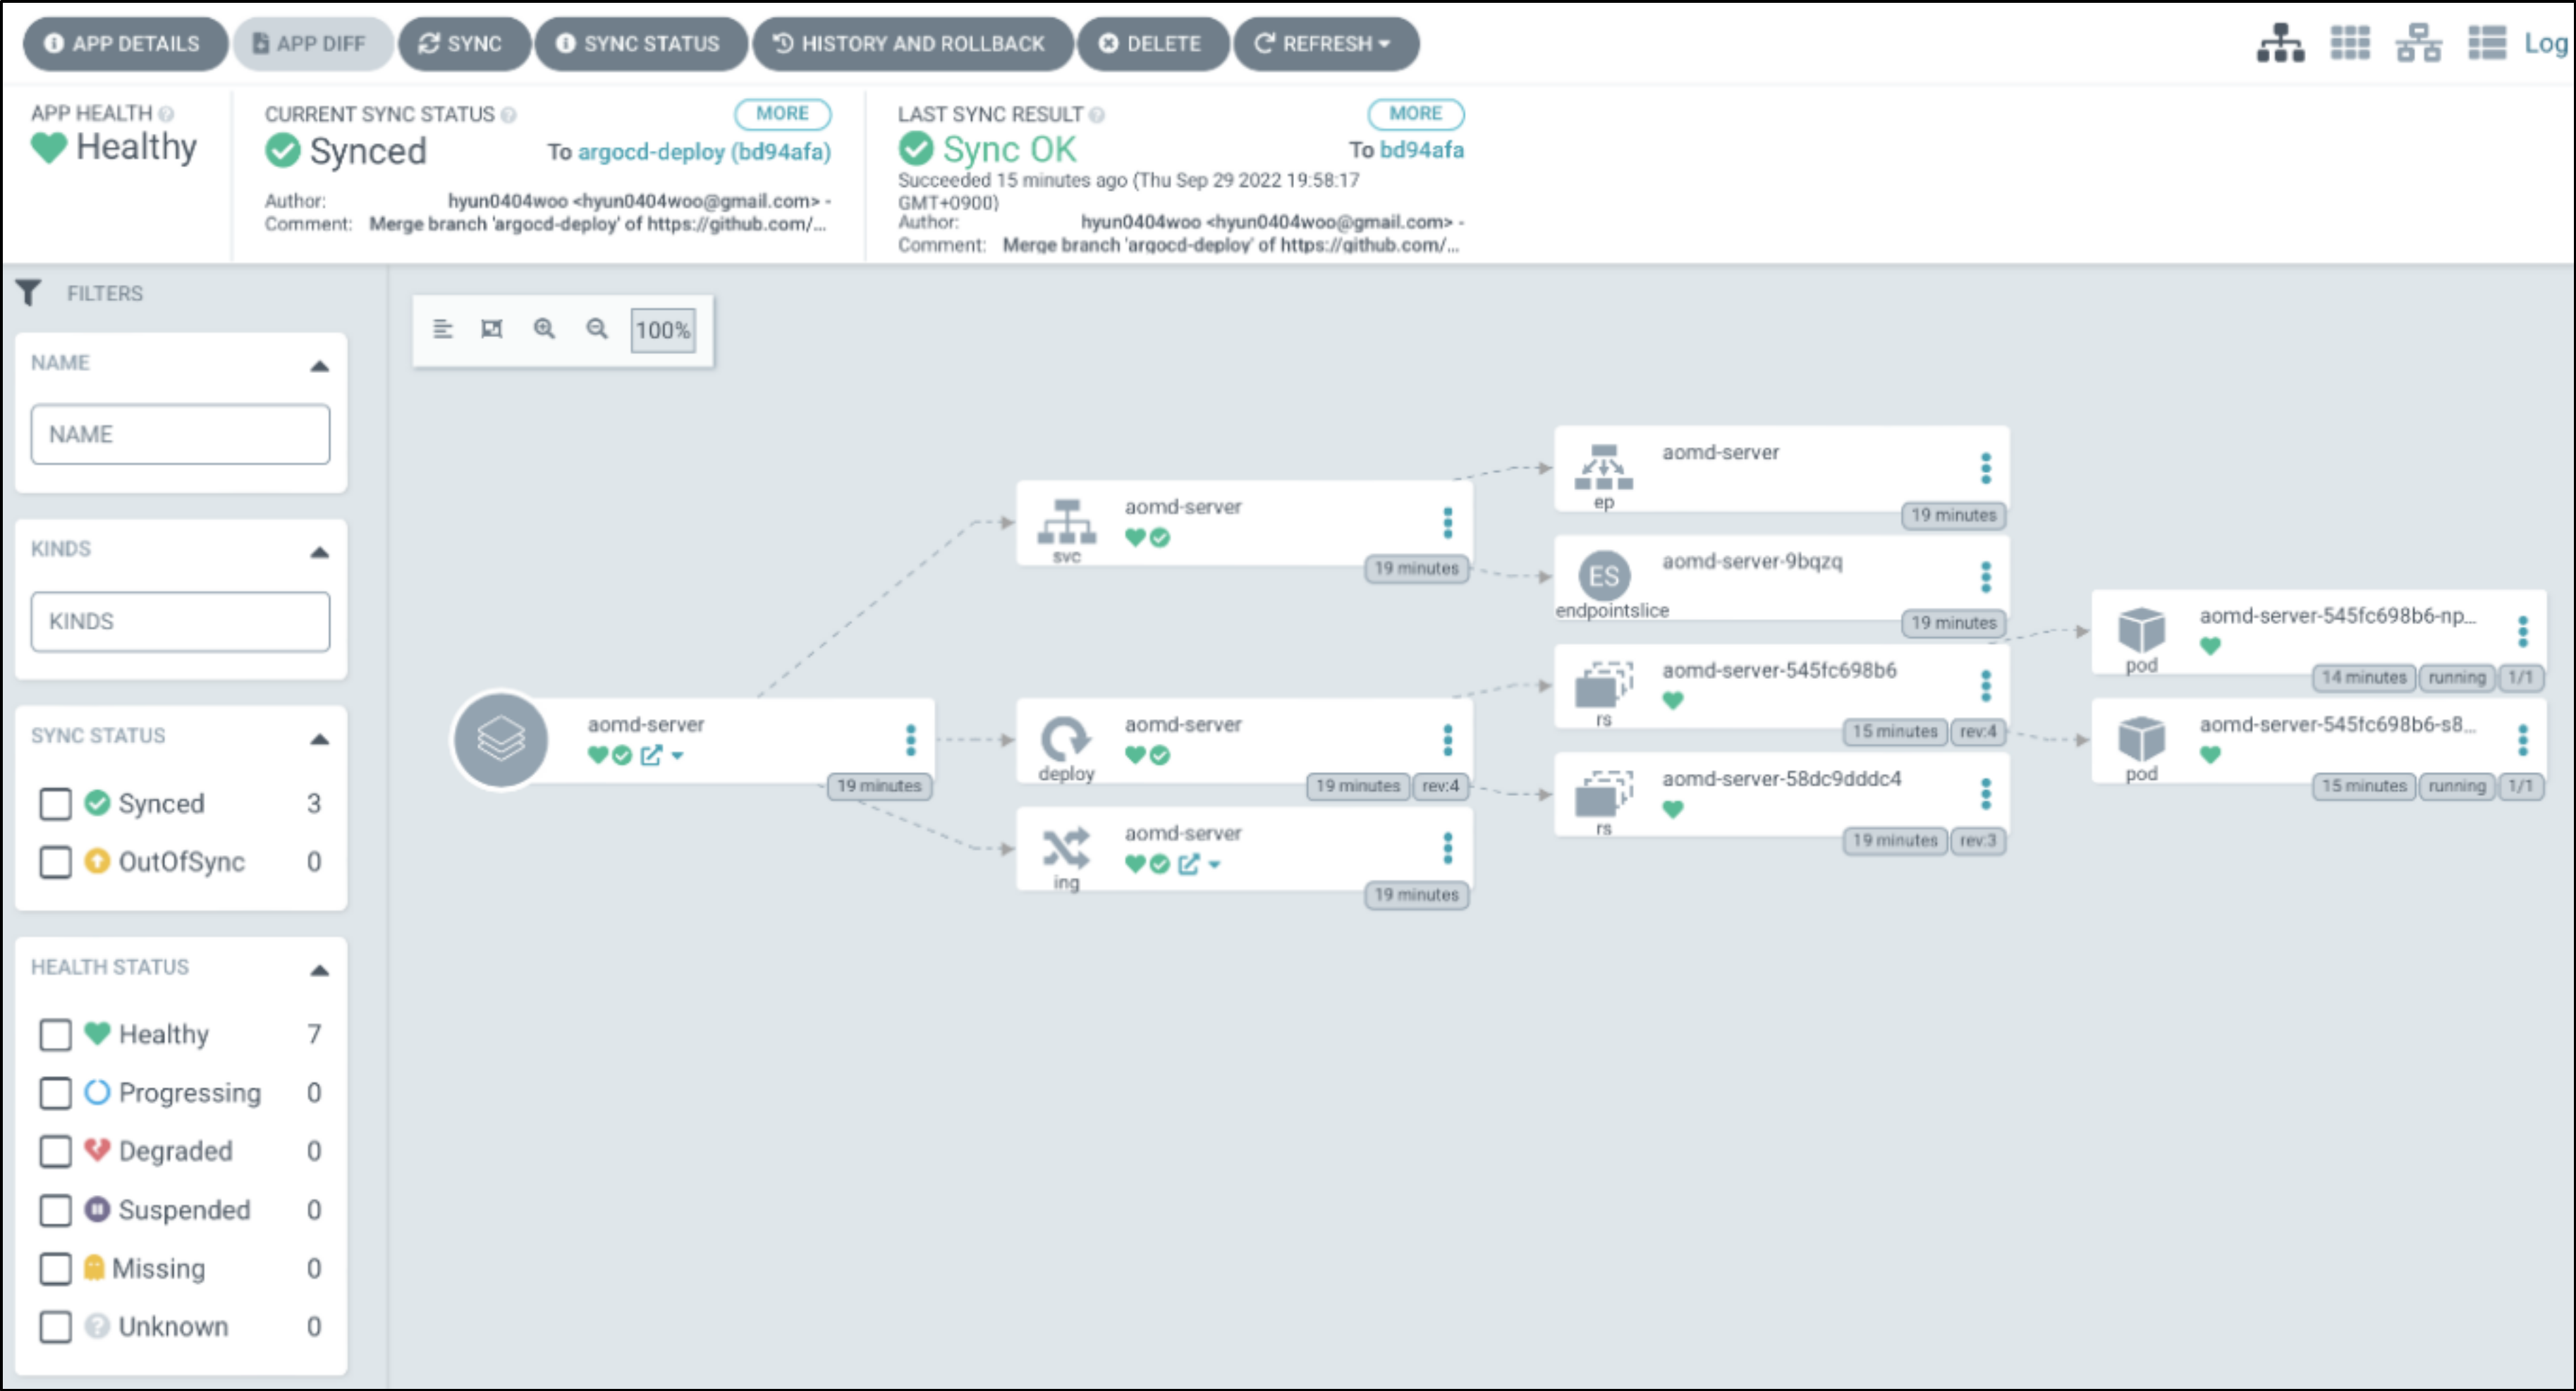 APP DETAILS APP DIFF SYNC SYNC STATUS HISTORY AND ROLLBACK DELETE REFRESH Log
APP HEALTH
Healthy
CURRENT SYNC STATUS MORE
Synced To argocd-deploy (bd94afa)
Author: hyun0404woo <hyun0404woo@gmail.com> -
Comment: Merge branch 'argocd-deploy' of https://github.com/...
LAST SYNC RESULT MORE
Sync OK To bd94afa
Succeeded 15 minutes ago (Thu Sep 29 2022 19:58:17
GMT+0900)
Author: hyun0404woo <hyun0404woo@gmail.com> -
Comment: Merge branch 'argocd-deploy' of https://github.com/...
FILTERS
NAME
NAME
KINDS
KINDS
SYNC STATUS
Synced 3
OutOfSync 0
HEALTH STATUS
Healthy 7
Progressing 0
Degraded 0
Suspended 0
Missing 0
Unknown 0
100%
aomd-server
19 minutes
aomd-server
svc
19 minutes
aomd-server
deploy
19 minutes rev:4
aomd-server
ing
19 minutes
aomd-server
ep
19 minutes
ES
aomd-server-9bqzq
endpointslice
19 minutes
aomd-server-545fc698b6
rs
15 minutes rev:4
aomd-server-58dc9dddc4
rs
19 minutes rev:3
aomd-server-545fc698b6-np...
pod
14 minutes running 1/1
aomd-server-545fc698b6-s8...
pod
15 minutes running 1/1